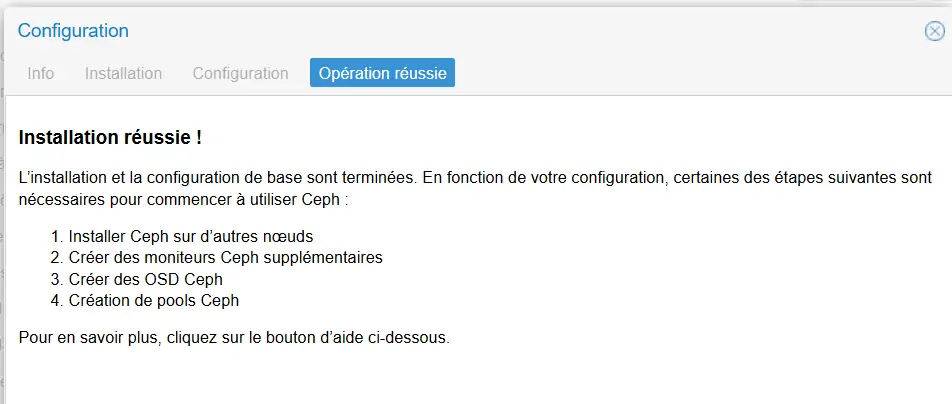 Configuration
Info Installation Configuration Opération réussie
Installation réussie !
L’installation et la configuration de base sont terminées. En fonction de votre configuration, certaines des étapes suivantes sont
nécessaires pour commencer à utiliser Ceph :
1. Installer Ceph sur d’autres nœuds
2. Créer des moniteurs Ceph supplémentaires
3. Créer des OSD Ceph
4. Création de pools Ceph
Pour en savoir plus, cliquez sur le bouton d’aide ci-dessous.